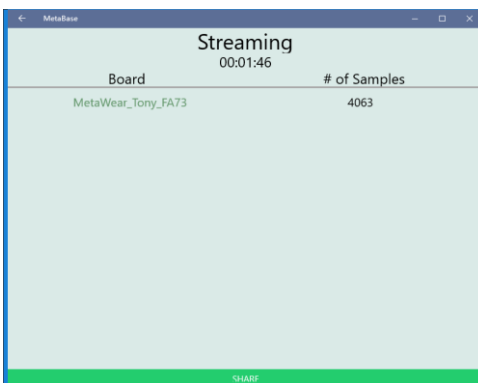 MetaBase
Streaming
00:01:46
Board # of Samples
MetaWear_Tony_FA73 4063
SHARE